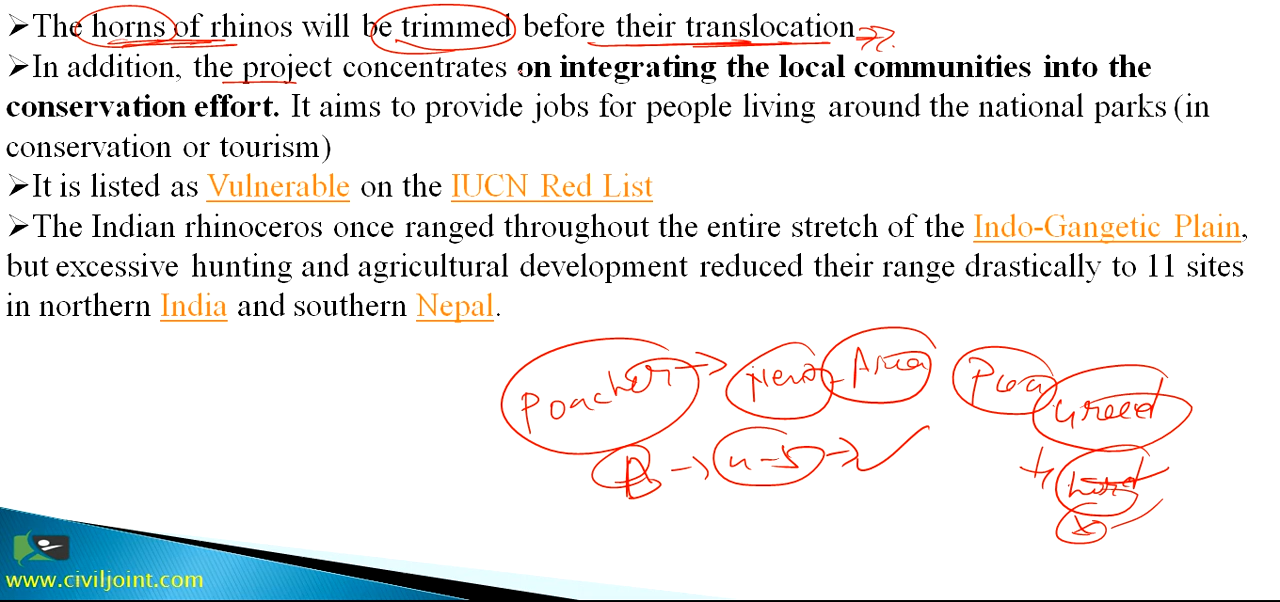 ➤The horns of rhinos will be trimmed before their translocation
➤In addition, the project concentrates on integrating the local communities into the
conservation effort. It aims to provide jobs for people living around the national parks (in
conservation or tourism)
➤It is listed as Vulnerable on the IUCN Red List
➤The Indian rhinoceros once ranged throughout the entire stretch of the Indo-Gangetic Plain,
but excessive hunting and agricultural development reduced their range drastically to 11 sites
in northern India and southern Nepal.
Poacher → New Area
Greed
→ 4-5 →
www.civiljoint.com